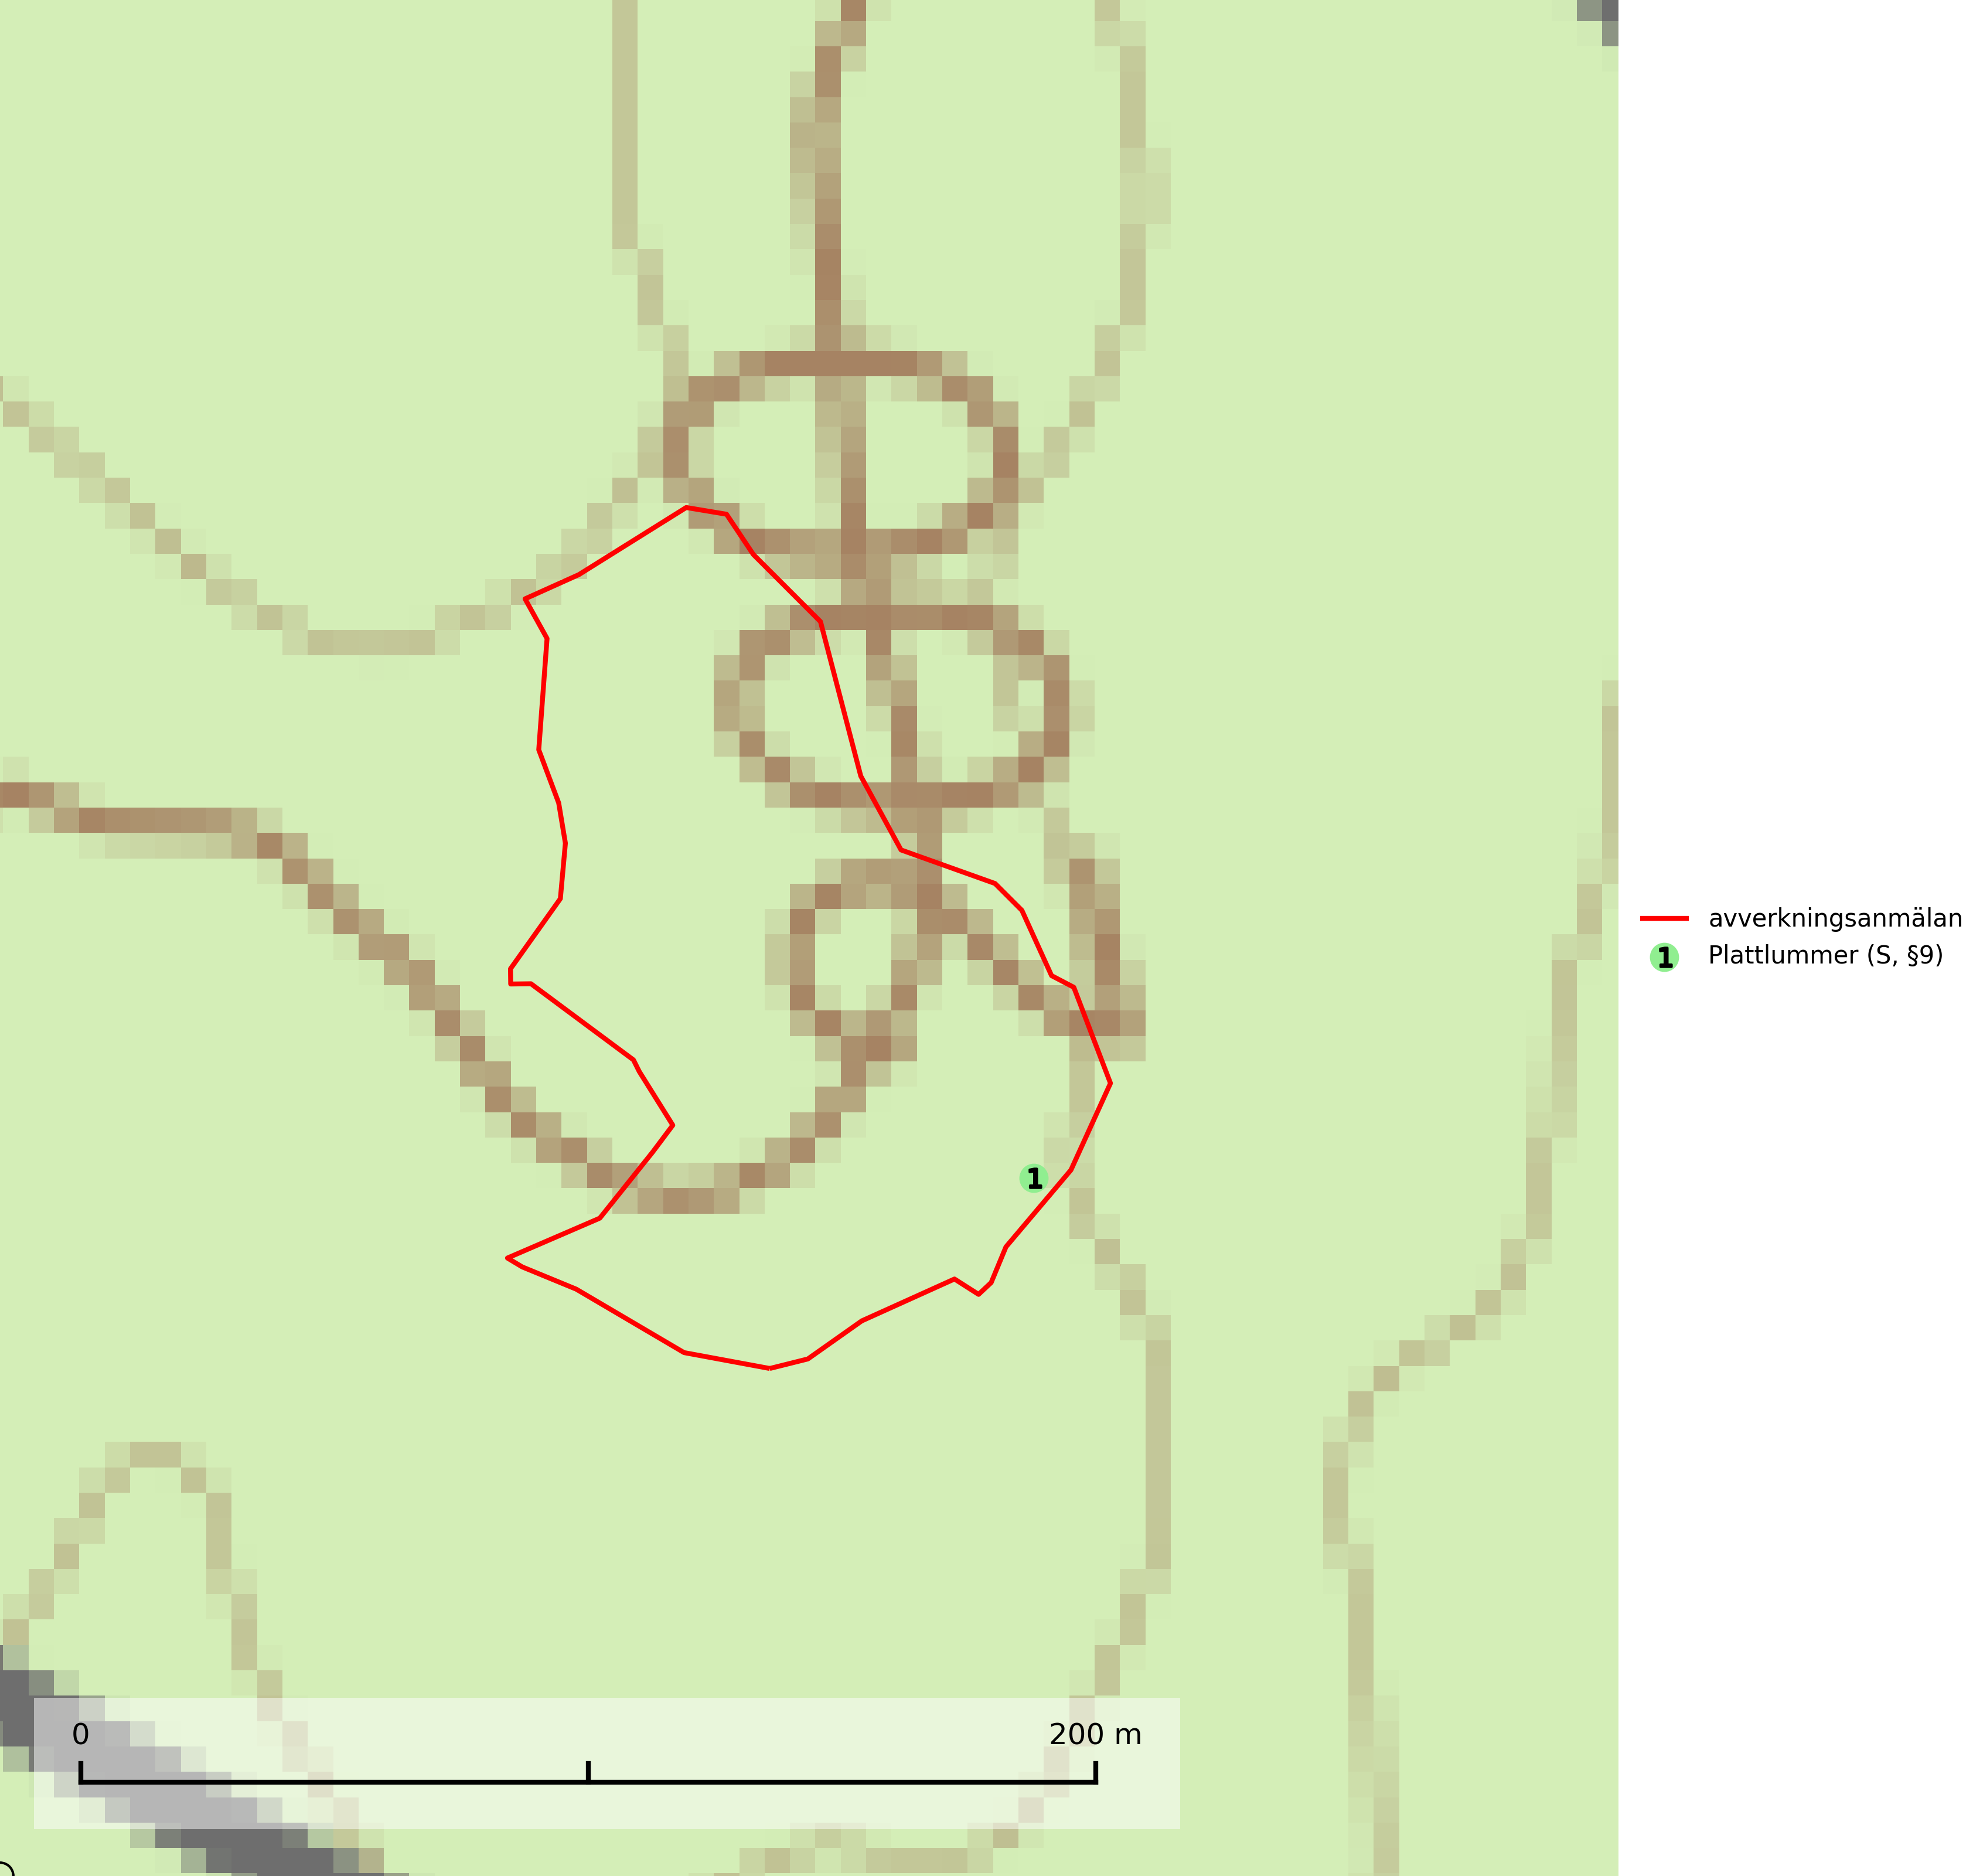 avverkningsanmälan
1 Plattlummer (S, §9)
1
0 200 m